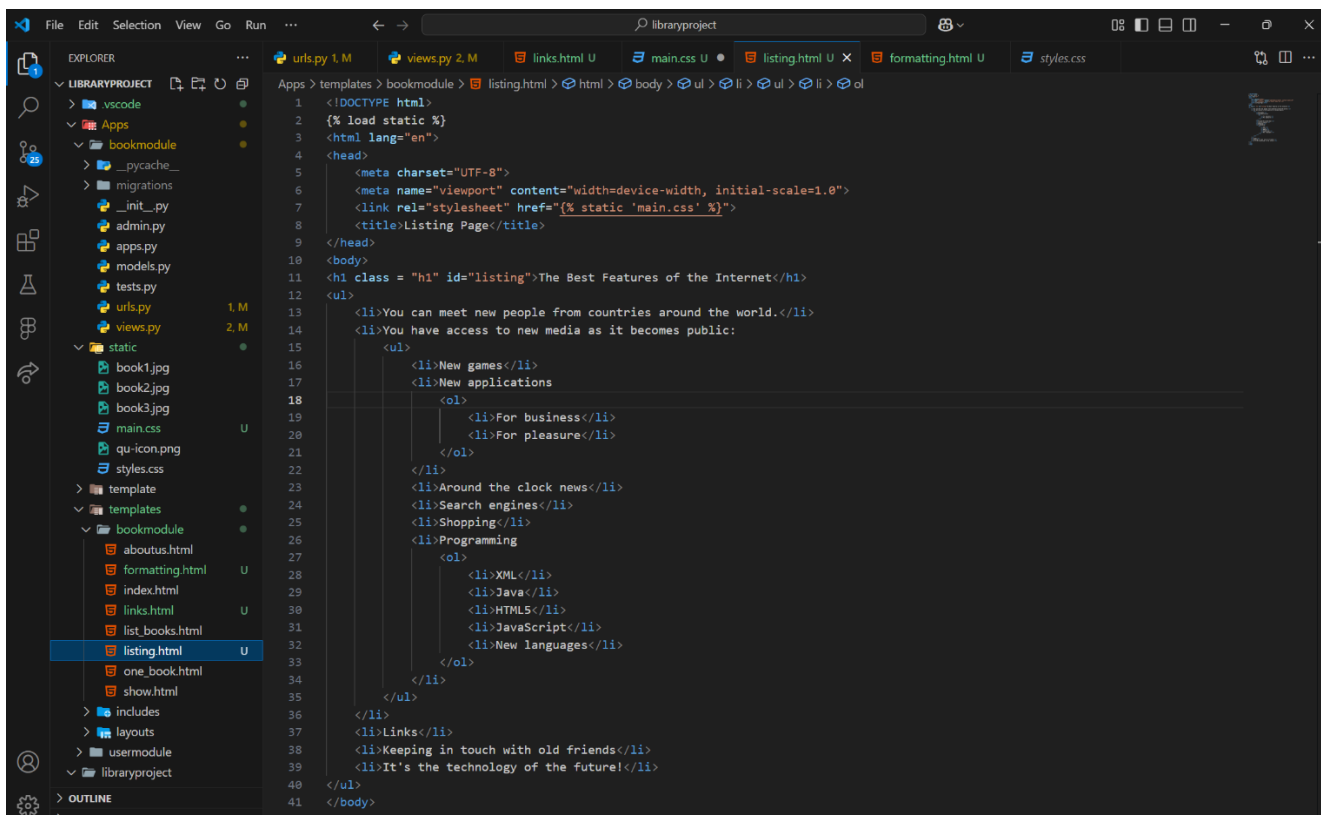 File Edit Selection View Go Run ... libraryproject
EXPLORER ...
LIBRARYPROJECT
.vscode
Apps
bookmodule
__pycache__
migrations
__init__.py
admin.py
apps.py
models.py
tests.py
urls.py 1, M
views.py 2, M
static
book1.jpg
book2.jpg
book3.jpg
main.css U
qu-icon.png
styles.css
template
templates
bookmodule
aboutus.html
formatting.html U
index.html
links.html U
list_books.html
listing.html U
one_book.html
show.html
includes
layouts
usermodule
libraryproject
OUTLINE
1
25
urls.py 1, M views.py 2, M links.html U main.css U listing.html U formatting.html U styles.css
Apps > templates > bookmodule > listing.html > html > body > ul > li > ul > li > ol
1 <!DOCTYPE html>
2 {% load static %}
3 <html lang="en">
4 <head>
5 <meta charset="UTF-8">
6 <meta name="viewport" content="width=device-width, initial-scale=1.0">
7 <link rel="stylesheet" href="{% static 'main.css' %}">
8 <title>Listing Page</title>
9 </head>
10 <body>
11 <h1 class = "h1" id="listing">The Best Features of the Internet</h1>
12 <ul>
13 <li>You can meet new people from countries around the world.</li>
14 <li>You have access to new media as it becomes public:
15 <ul>
16 <li>New games</li>
17 <li>New applications
18 <ol>
19 <li>For business</li>
20 <li>For pleasure</li>
21 </ol>
22 </li>
23 <li>Around the clock news</li>
24 <li>Search engines</li>
25 <li>Shopping</li>
26 <li>Programming
27 <ol>
28 <li>XML</li>
29 <li>Java</li>
30 <li>HTML5</li>
31 <li>JavaScript</li>
32 <li>New languages</li>
33 </ol>
34 </li>
35 </ul>
36 </li>
37 <li>Links</li>
38 <li>Keeping in touch with old friends</li>
39 <li>It's the technology of the future!</li>
40 </ul>
41 </body>